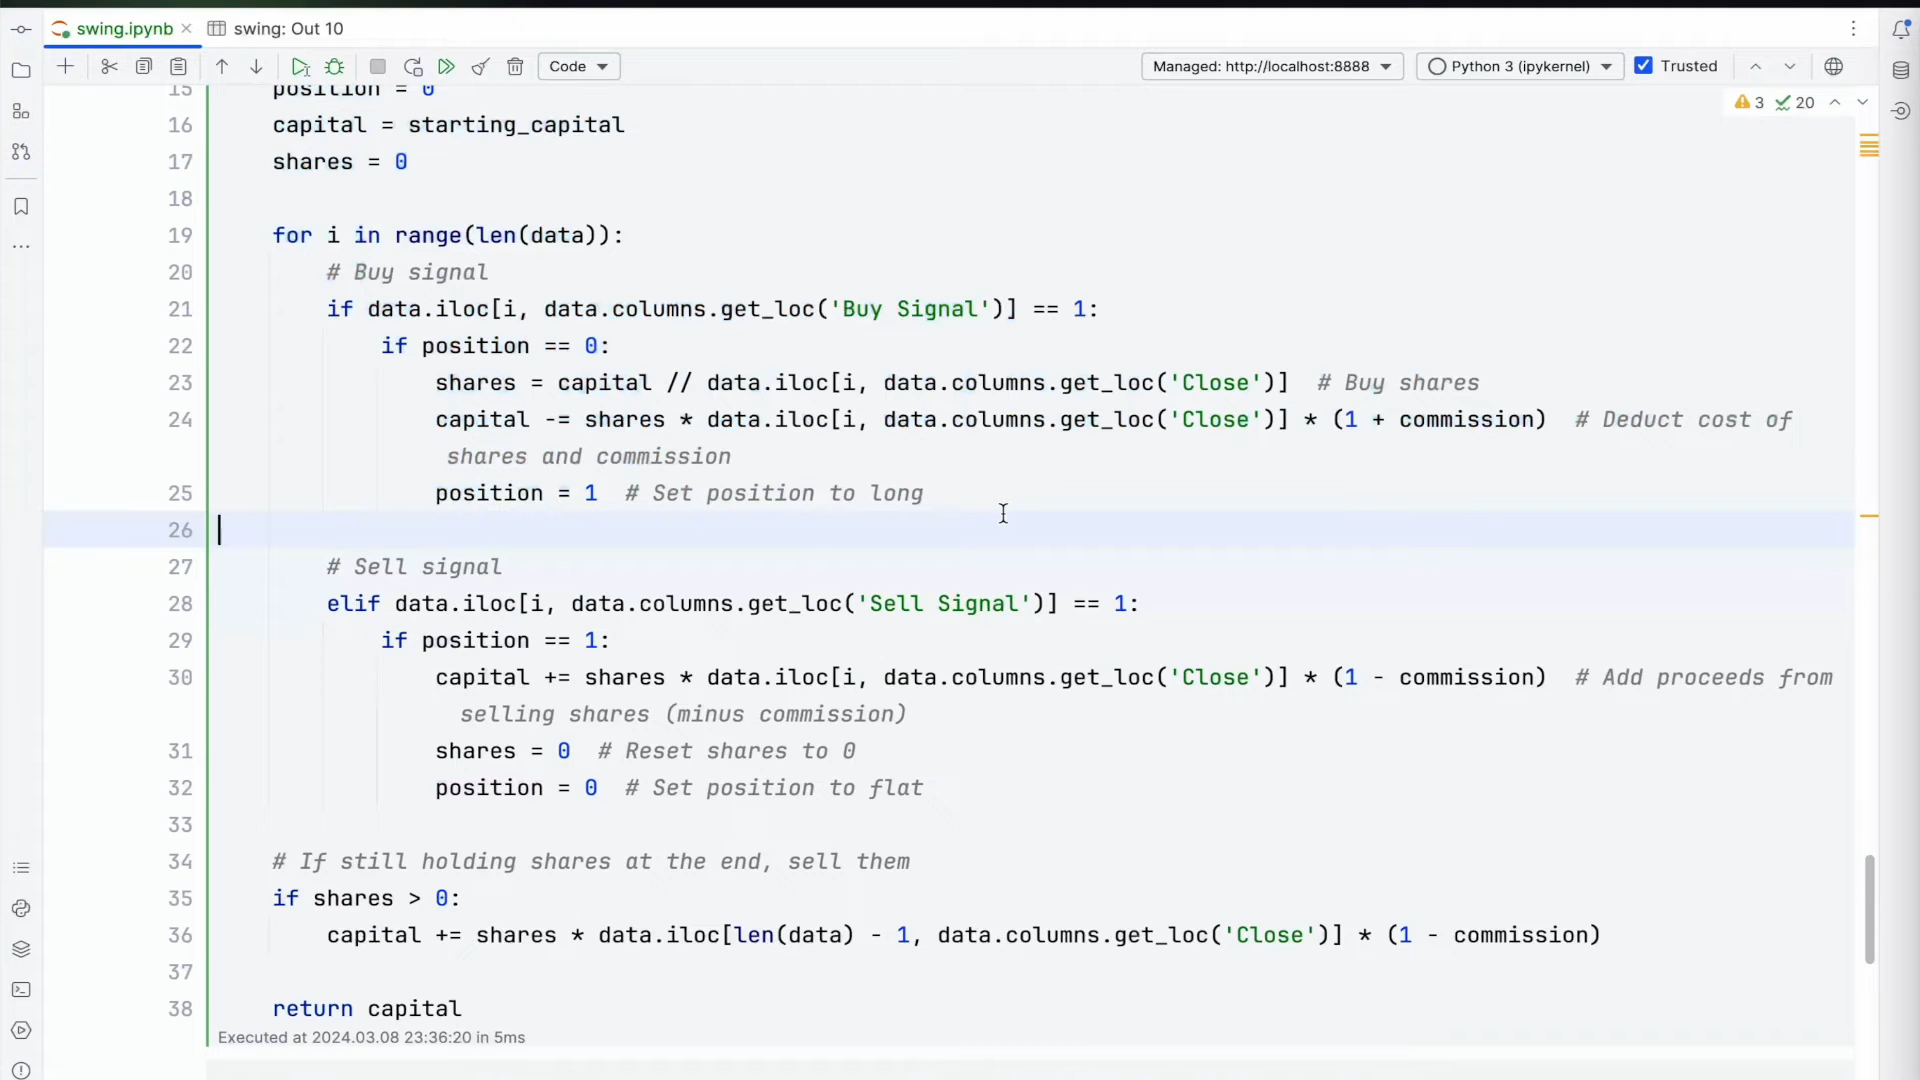 swing.ipynb swing: Out 10
Code Managed: http://localhost:8888 Python 3 (ipykernel) Trusted
3 20
15 position = 0
16 capital = starting_capital
17 shares = 0
18
19 for i in range(len(data)):
20 # Buy signal
21 if data.iloc[i, data.columns.get_loc('Buy Signal')] == 1:
22 if position == 0:
23 shares = capital // data.iloc[i, data.columns.get_loc('Close')]  # Buy shares
24 capital -= shares * data.iloc[i, data.columns.get_loc('Close')] * (1 + commission)  # Deduct cost of
shares and commission
25 position = 1  # Set position to long
26
27 # Sell signal
28 elif data.iloc[i, data.columns.get_loc('Sell Signal')] == 1:
29 if position == 1:
30 capital += shares * data.iloc[i, data.columns.get_loc('Close')] * (1 - commission)  # Add proceeds from
selling shares (minus commission)
31 shares = 0  # Reset shares to 0
32 position = 0  # Set position to flat
33
34 # If still holding shares at the end, sell them
35 if shares > 0:
36 capital += shares * data.iloc[len(data) - 1, data.columns.get_loc('Close')] * (1 - commission)
37
38 return capital
Executed at 2024.03.08 23:36:20 in 5ms